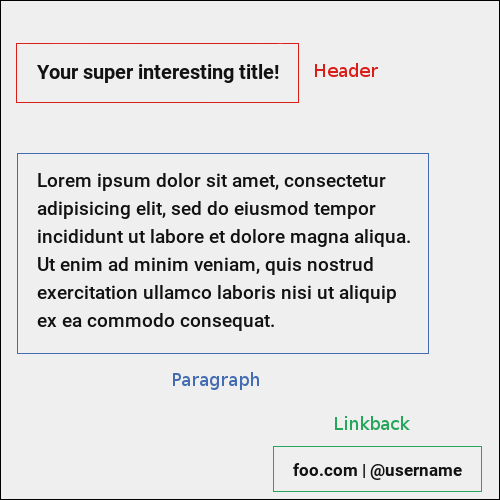 Your super interesting title!
Header
Lorem ipsum dolor sit amet, consectetur
adipisicing elit, sed do eiusmod tempor
incididunt ut labore et dolore magna aliqua.
Ut enim ad minim veniam, quis nostrud
exercitation ullamco laboris nisi ut aliquip
ex ea commodo consequat.
Paragraph
Linkback
foo.com | @username